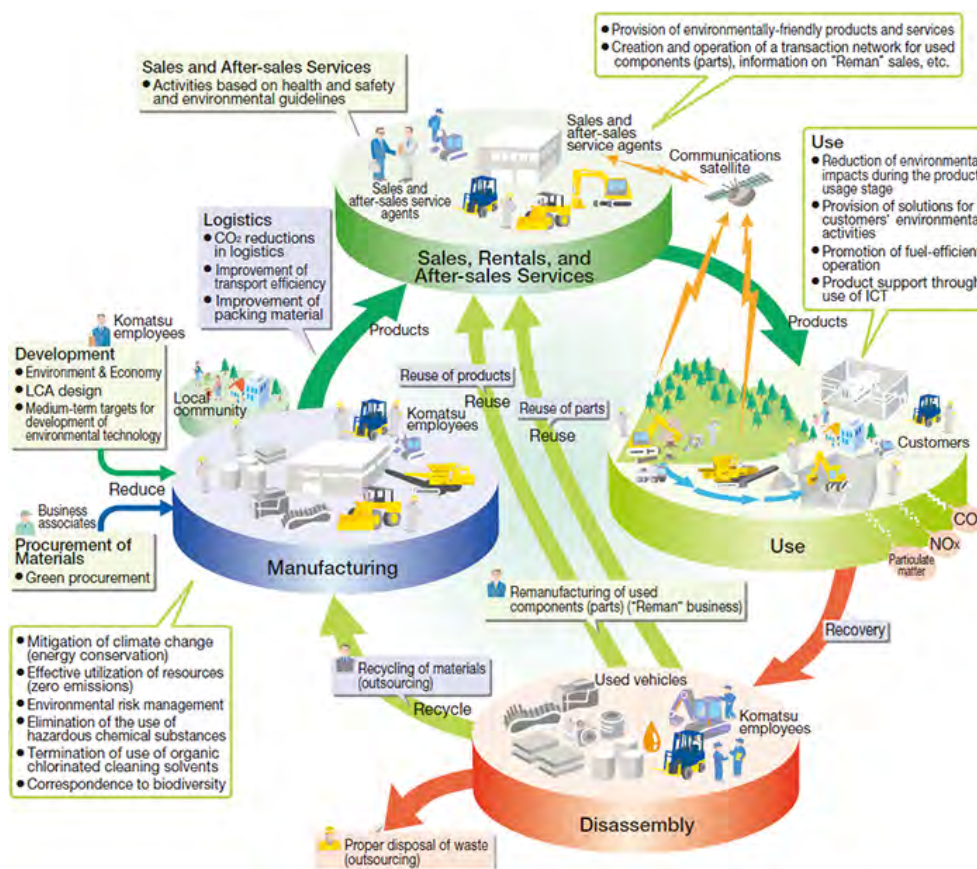 ● Provision of environmentally-friendly products and services
● Creation and operation of a transaction network for used
components (parts), information on "Reman" sales, etc.
Sales and After-sales Services
● Activities based on health and safety
and environmental guidelines
Sales and
after-sales
service agents
Communications
satellite
Sales and
after-sales service
agents
Sales, Rentals, and
After-sales Services
Use
● Reduction of environmenta
impacts during the product
usage stage
● Provision of solutions for
customers' environmenta
activities
● Promotion of fuel-efficien
operation
● Product support through
use of ICT
Logistics
● CO₂ reductions
in logistics
● Improvement of
transport efficiency
● Improvement of
packing material
Products
Products
Komatsu
employees
Development
● Environment & Economy
● LCA design
● Medium-term targets for
development of
environmental technology
Local
community
Komatsu
employees
Reuse of products
Reuse
Reuse of parts
Reuse
Customers
Reduce
Business
associates
Procurement of
Materials
● Green procurement
Manufacturing
Use
CO
NOx
Particulate
matter
Remanufacturing of used
components (parts) ("Reman" business)
Recovery
● Mitigation of climate change
(energy conservation)
● Effective utilization of resources
(zero emissions)
● Environmental risk management
● Elimination of the use of
hazardous chemical substances
● Termination of use of organic
chlorinated cleaning solvents
● Correspondence to biodiversity
Recycling of materials
(outsourcing)
Recycle
Used vehicles
Komatsu
employees
Disassembly
Proper disposal of waste
(outsourcing)